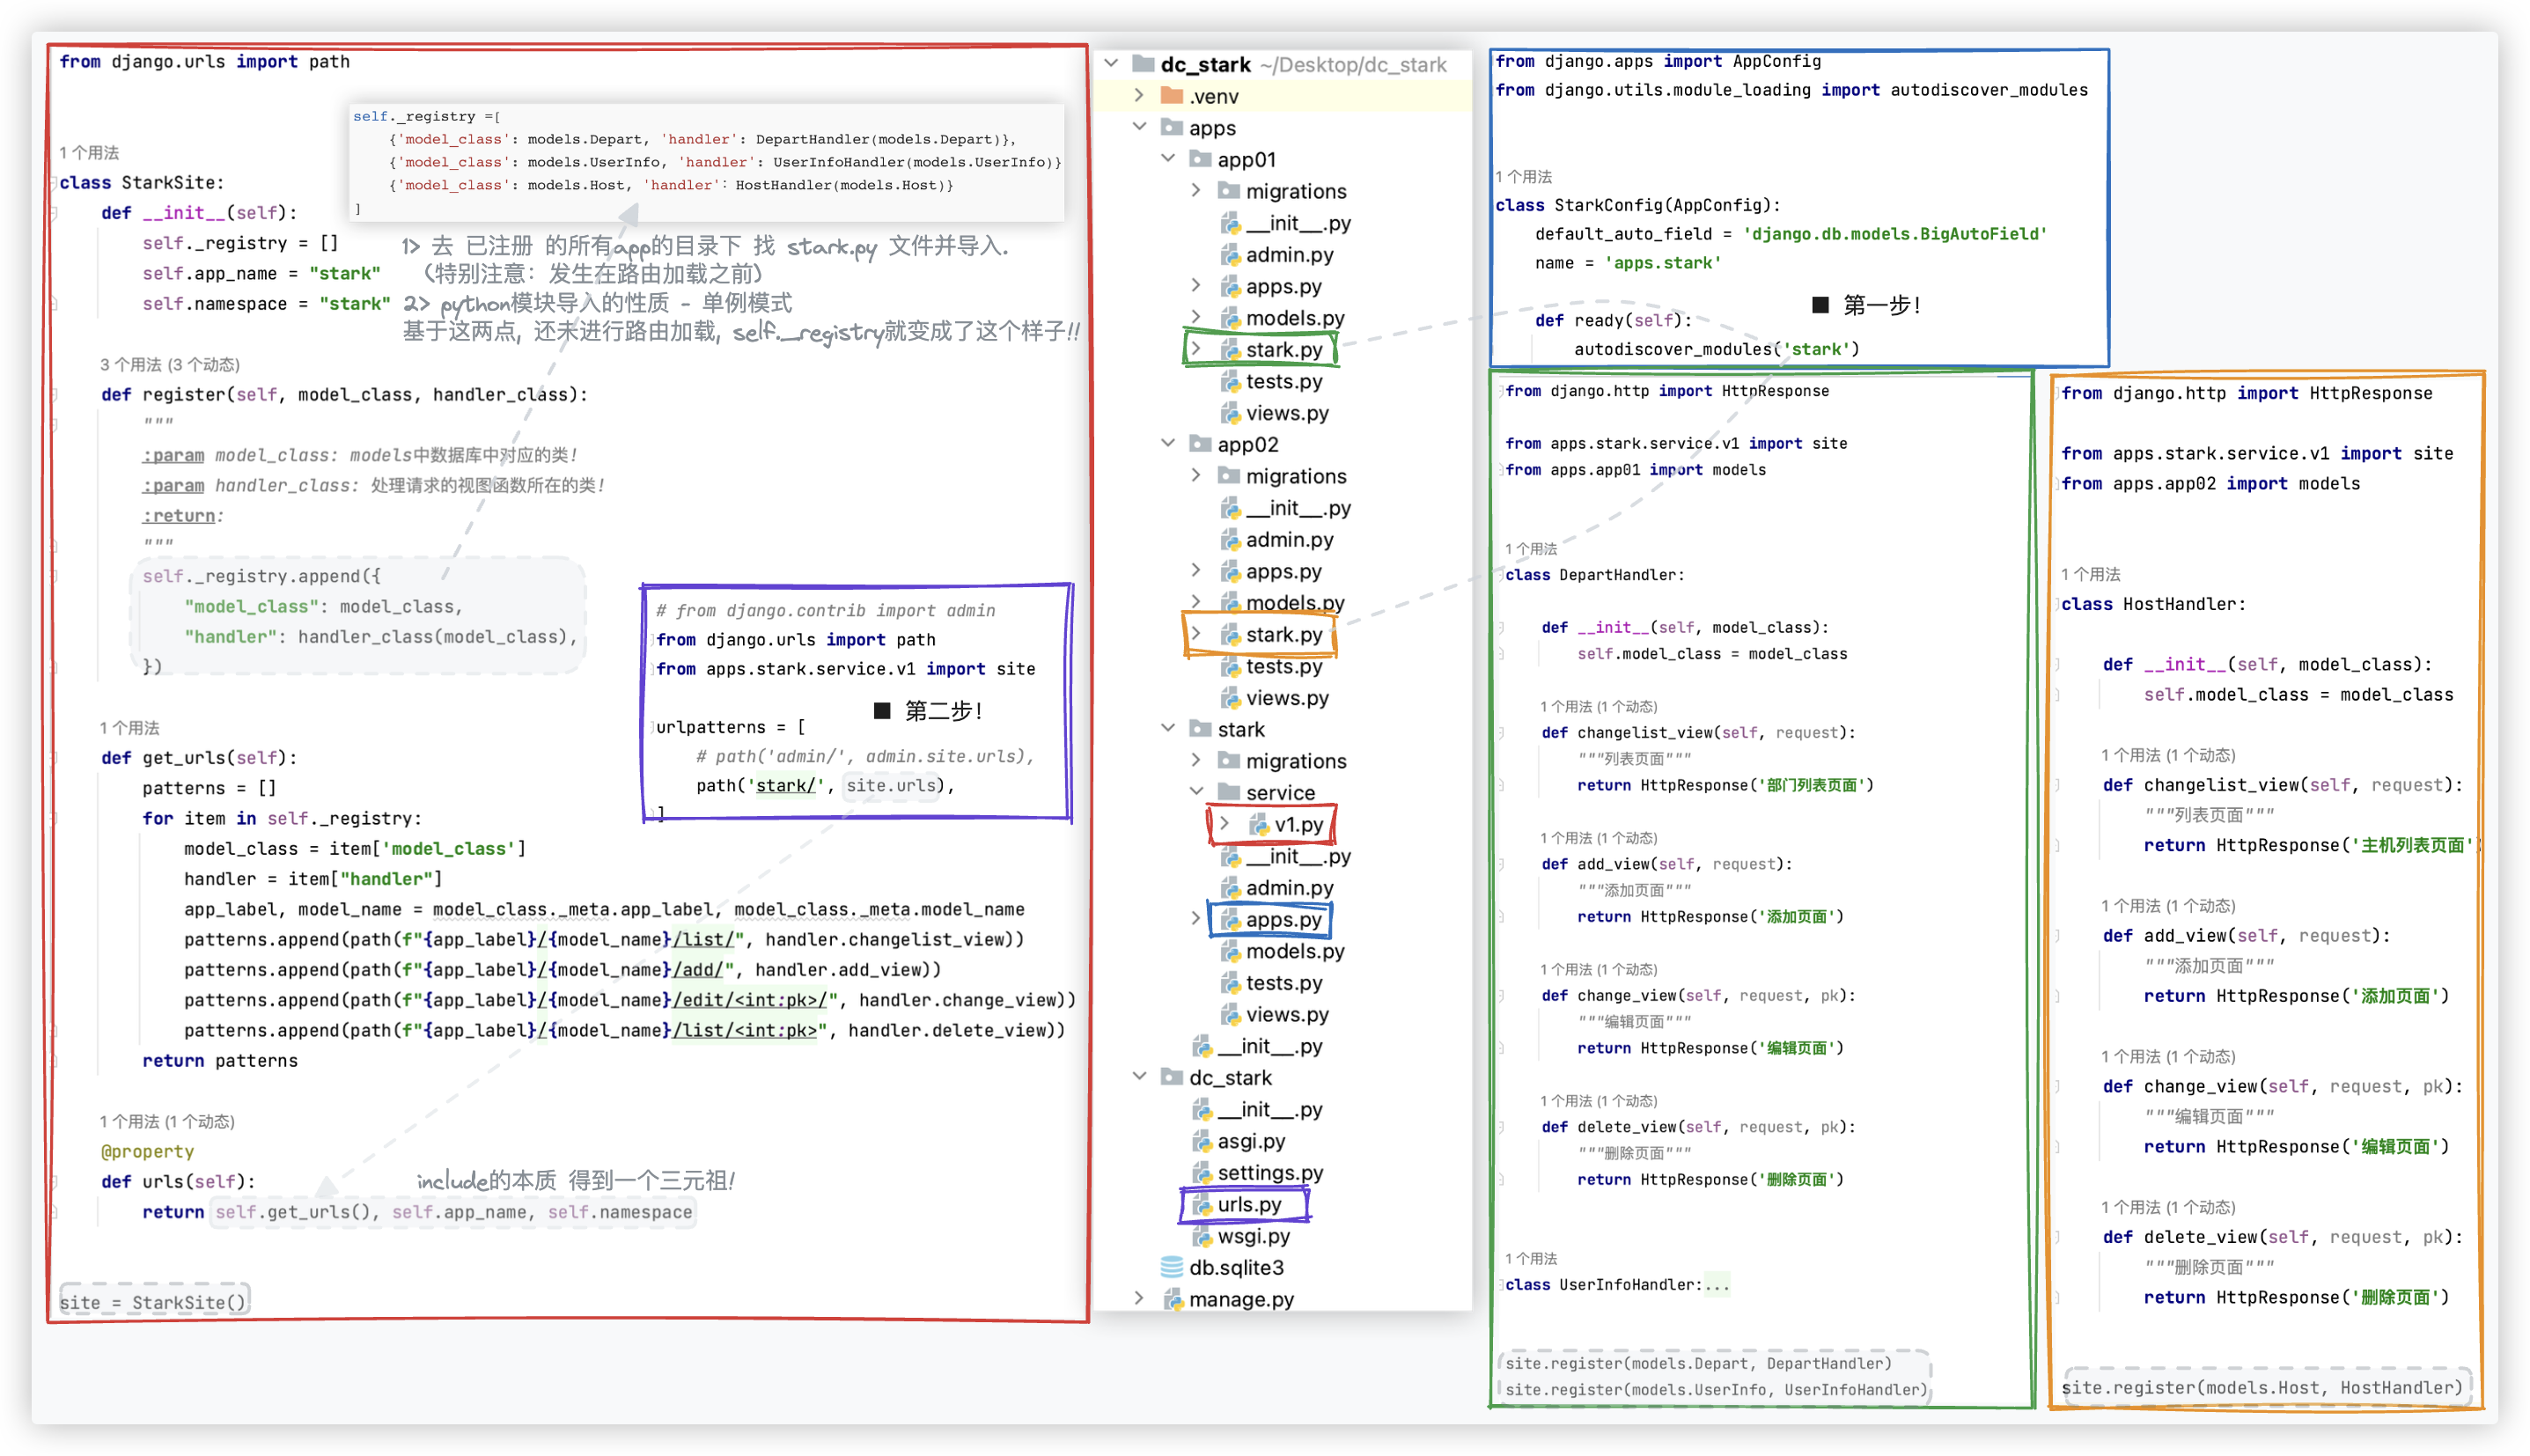 from django.urls import path
self._registry =[
{'model_class': models.Depart, 'handler': DepartHandler(models.Depart)},
{'model_class': models.UserInfo, 'handler': UserInfoHandler(models.UserInfo)}
{'model_class': models.Host, 'handler': HostHandler(models.Host)}
]
1 个用法
class StarkSite:
def __init__(self):
self._registry = []
self.app_name = "stark"
self.namespace = "stark"
1> 去 已注册 的所有app的目录下 找 stark.py 文件并导入.
(特别注意: 发生在路由加载之前)
2> python模块导入的性质 - 单例模式
基于这两点, 还未进行路由加载, self._registry就变成了这个样子!!
3 个用法 (3 个动态)
def register(self, model_class, handler_class):
"""
:param model_class: models中数据库中对应的类!
:param handler_class: 处理请求的视图函数所在的类!
:return:
"""
self._registry.append({
"model_class": model_class,
"handler": handler_class(model_class),
})
1 个用法
def get_urls(self):
patterns = []
for item in self._registry:
model_class = item['model_class']
handler = item["handler"]
app_label, model_name = model_class._meta.app_label, model_class._meta.model_name
patterns.append(path(f"{app_label}/{model_name}/list/", handler.changelist_view))
patterns.append(path(f"{app_label}/{model_name}/add/", handler.add_view))
patterns.append(path(f"{app_label}/{model_name}/edit/<int:pk>/", handler.change_view))
patterns.append(path(f"{app_label}/{model_name}/list/<int:pk>", handler.delete_view))
return patterns
1 个用法 (1 个动态)
@property
def urls(self):
include的本质 得到一个三元祖!
return self.get_urls(), self.app_name, self.namespace
site = StarkSite()
# from django.contrib import admin
from django.urls import path
from apps.stark.service.v1 import site
■ 第二步!
urlpatterns = [
# path('admin/', admin.site.urls),
path('stark/', site.urls),
]
dc_stark ~/Desktop/dc_stark
.venv
apps
app01
migrations
__init__.py
admin.py
apps.py
models.py
stark.py
tests.py
views.py
app02
migrations
__init__.py
admin.py
apps.py
models.py
stark.py
tests.py
views.py
stark
migrations
service
v1.py
__init__.py
admin.py
apps.py
models.py
tests.py
views.py
__init__.py
dc_stark
__init__.py
asgi.py
settings.py
urls.py
wsgi.py
db.sqlite3
manage.py
from django.apps import AppConfig
from django.utils.module_loading import autodiscover_modules
1 个用法
class StarkConfig(AppConfig):
default_auto_field = 'django.db.models.BigAutoField'
name = 'apps.stark'
■ 第一步!
def ready(self):
autodiscover_modules('stark')
from django.http import HttpResponse
from apps.stark.service.v1 import site
from apps.app01 import models
1 个用法
class DepartHandler:
def __init__(self, model_class):
self.model_class = model_class
1 个用法 (1 个动态)
def changelist_view(self, request):
"""列表页面"""
return HttpResponse('部门列表页面')
1 个用法 (1 个动态)
def add_view(self, request):
"""添加页面"""
return HttpResponse('添加页面')
1 个用法 (1 个动态)
def change_view(self, request, pk):
"""编辑页面"""
return HttpResponse('编辑页面')
1 个用法 (1 个动态)
def delete_view(self, request, pk):
"""删除页面"""
return HttpResponse('删除页面')
1 个用法
class UserInfoHandler:...
site.register(models.Depart, DepartHandler)
site.register(models.UserInfo, UserInfoHandler)
from django.http import HttpResponse
from apps.stark.service.v1 import site
from apps.app02 import models
1 个用法
class HostHandler:
def __init__(self, model_class):
self.model_class = model_class
1 个用法 (1 个动态)
def changelist_view(self, request):
"""列表页面"""
return HttpResponse('主机列表页面')
1 个用法 (1 个动态)
def add_view(self, request):
"""添加页面"""
return HttpResponse('添加页面')
1 个用法 (1 个动态)
def change_view(self, request, pk):
"""编辑页面"""
return HttpResponse('编辑页面')
1 个用法 (1 个动态)
def delete_view(self, request, pk):
"""删除页面"""
return HttpResponse('删除页面')
site.register(models.Host, HostHandler)